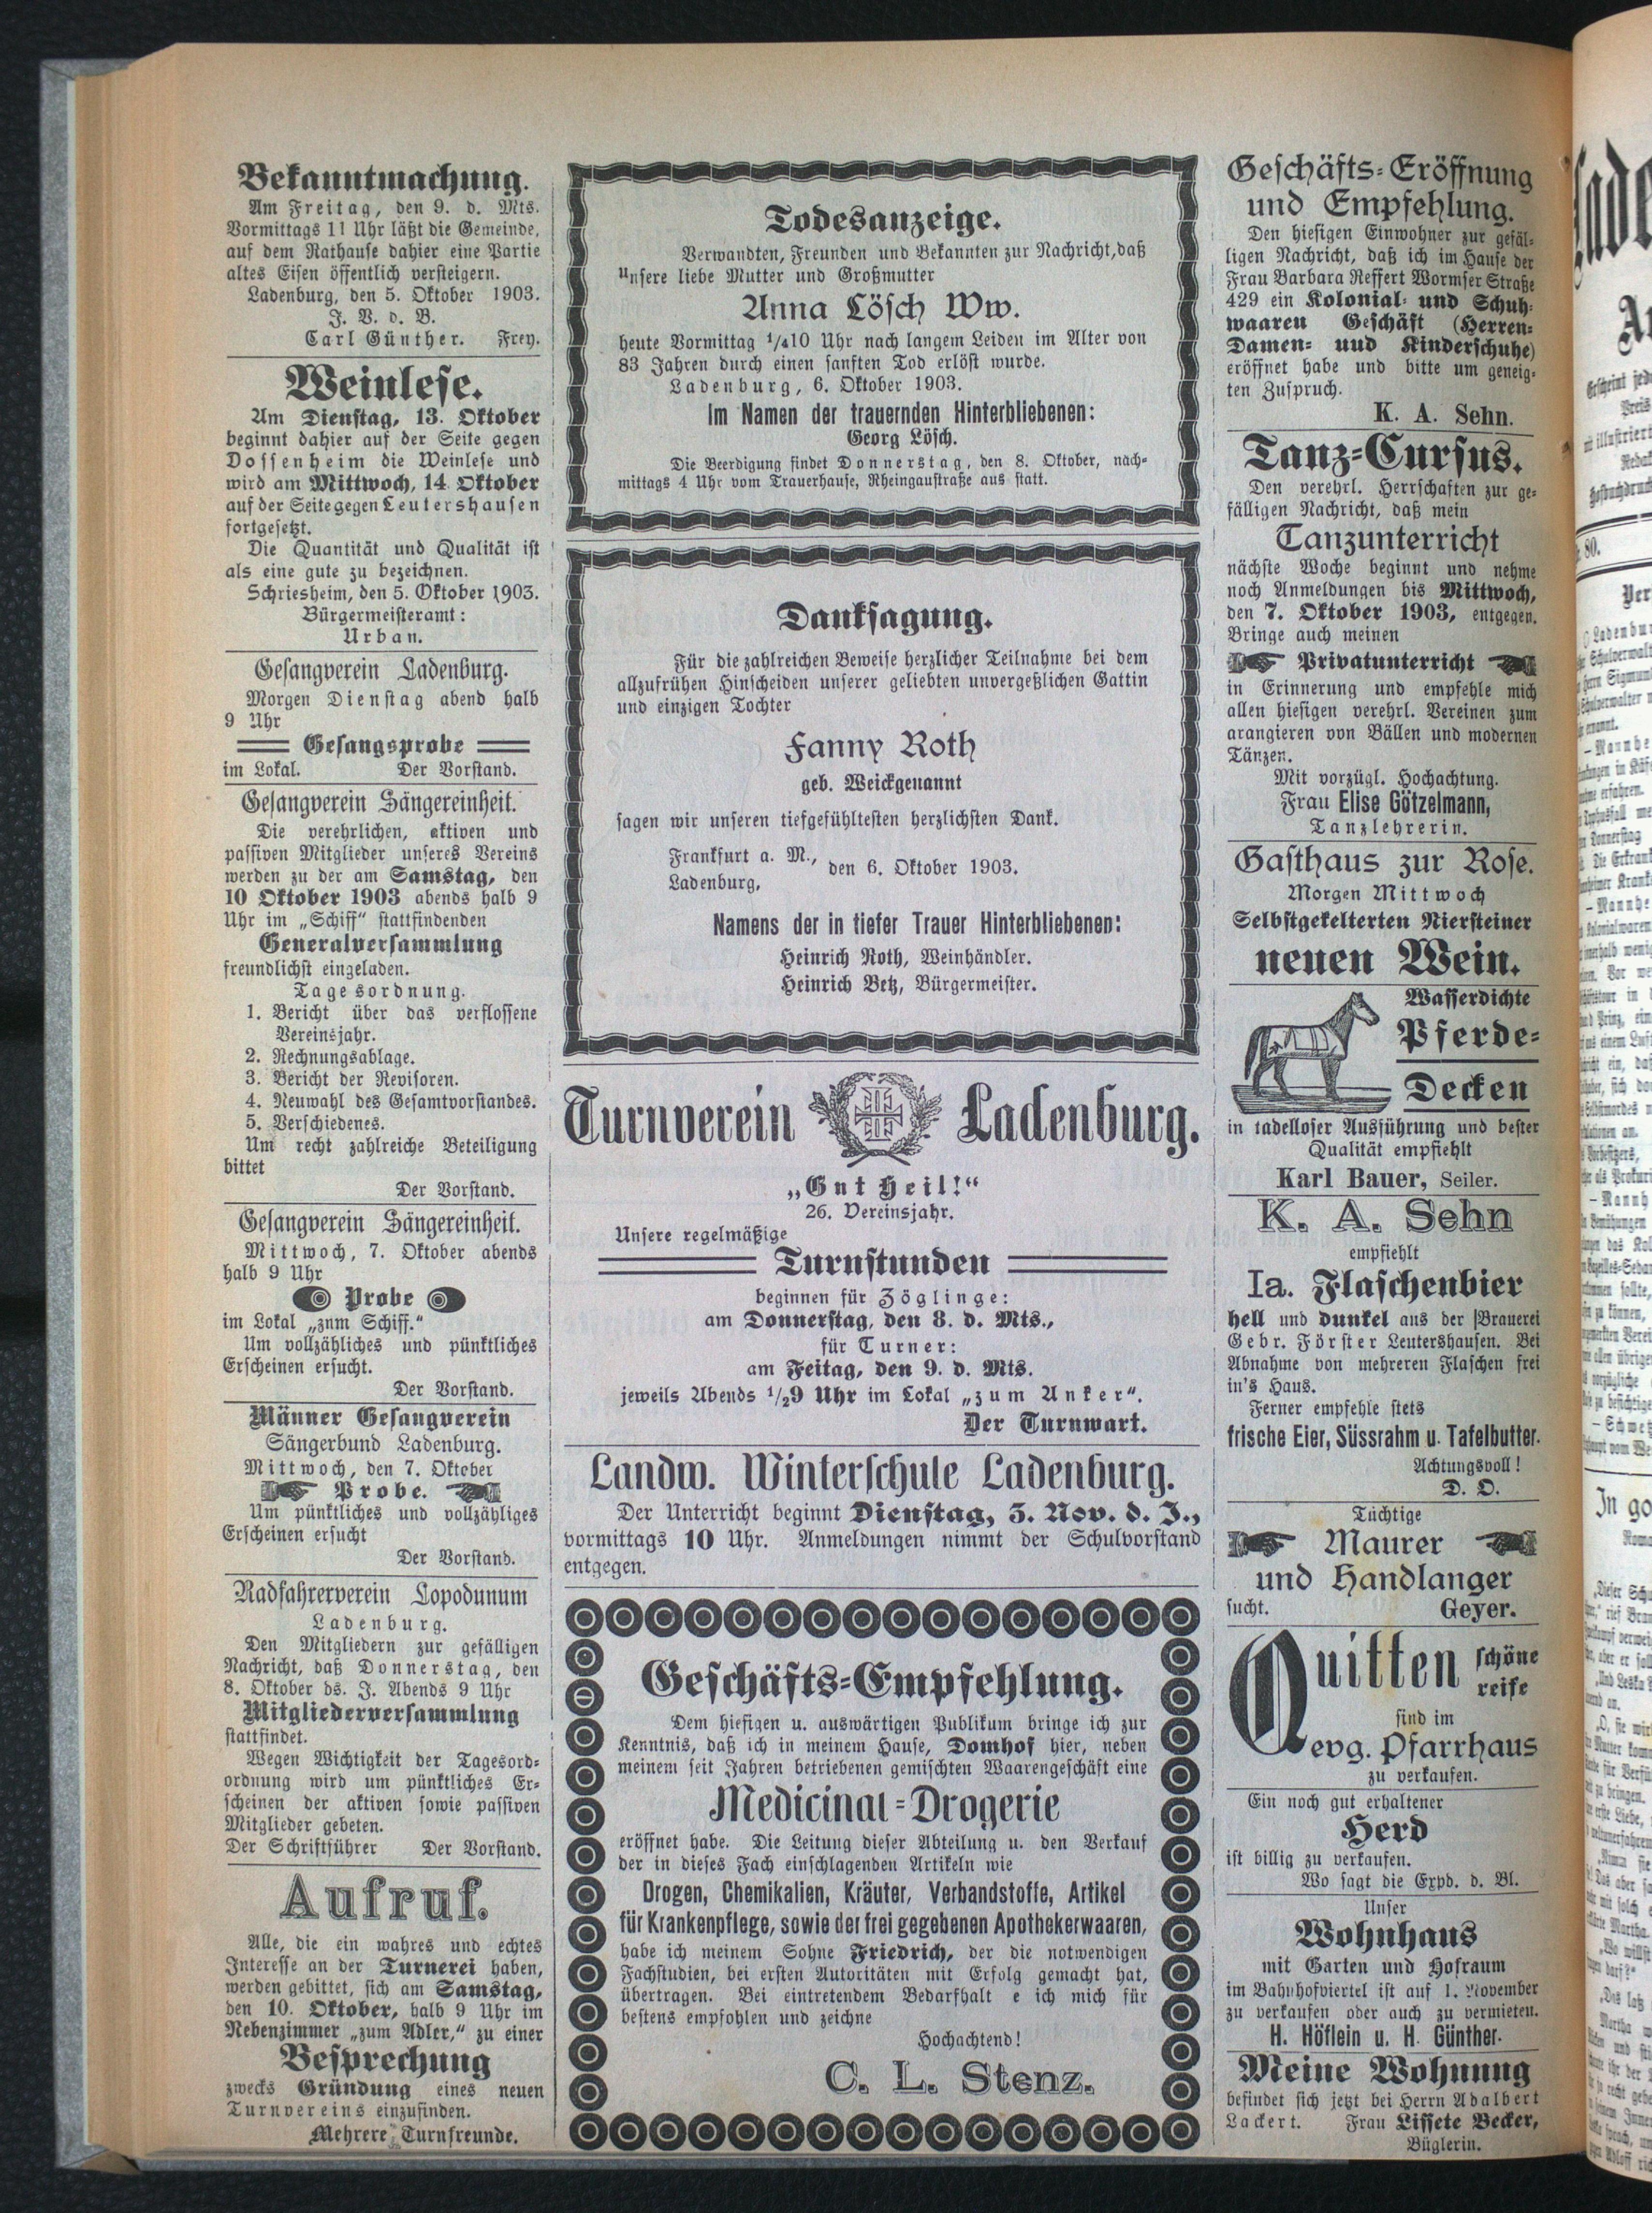 Bekanntmachung.
Am Freitag, den 9. d. Mts.
Vormittags 11 Uhr läßt die Gemeinde,
auf dem Rathause dahier eine Partie
altes Eisen öffentlich versteigern.
Ladenburg, den 5. Oktober 1903.
J. V. d. B.
Carl Günther. Frey.
Weinlese.
Am Dienstag, 13. Oktober
beginnt dahier auf der Seite gegen
Dossenheim die Weinlese und
wird am Mittwoch, 14. Oktober
auf der Seite gegen Leutershausen
fortgesetzt.
Die Quantität und Qualität ist
als eine gute zu bezeichnen.
Schriesheim, den 5. Oktober 1903.
Bürgermeisteramt:
Urban.
Gesangverein Ladenburg.
Morgen Dienstag abend halb
9 Uhr
Gesangsprobe
im Lokal. Der Vorstand.
Gesangverein Sängereinheit.
Die verehrlichen, aktiven und
passiven Mitglieder unseres Vereins
werden zu der am Samstag, den
10 Oktober 1903 abends halb 9
Uhr im „Schiff“ stattfindenden
Generalversammlung
freundlichst eingeladen.
Tagesordnung.
1. Bericht über das verflossene
Vereinsjahr.
2. Rechnungsablage.
3. Bericht der Revisoren.
4. Neuwahl des Gesamtvorstandes.
5. Verschiedenes.
Um recht zahlreiche Beteiligung
bittet
Der Vorstand.
Gesangverein Sängereinheit.
Mittwoch, 7. Oktober abends
halb 9 Uhr
Probe
im Lokal „zum Schiff.“
Um vollzähliches und pünktliches
Erscheinen ersucht.
Der Vorstand.
Männer Gesangverein
Sängerbund Ladenburg.
Mittwoch, den 7. Oktober
Probe.
Um pünktliches und vollzähliges
Erscheinen ersucht
Der Vorstand.
Radfahrerverein Lopodunum
Ladenburg.
Den Mitgliedern zur gefälligen
Nachricht, daß Donnerstag, den
8. Oktober ds. J. Abends 9 Uhr
Mitgliederversammlung
stattfindet.
Wegen Wichtigkeit der Tagesord-
ordnung wird um pünktliches Er-
scheinen der aktiven sowie passiven
Mitglieder gebeten.
Der Schriftführer Der Vorstand.
Aufruf.
Alle, die ein wahres und echtes
Interesse an der Turnerei haben,
werden gebittet, sich am Samstag,
den 10. Oktober, halb 9 Uhr im
Nebenzimmer „zum Adler,“ zu einer
Besprechung
zwecks Gründung eines neuen
Turnvereins einzufinden.
Mehrere Turnfreunde.
Todesanzeige.
Verwandten, Freunden und Bekannten zur Nachricht, daß
unsere liebe Mutter und Großmutter
Anna Lösch Ww.
heute Vormittag 1/410 Uhr nach langem Leiden im Alter von
83 Jahren durch einen sanften Tod erlöst wurde.
Ladenburg, 6. Oktober 1903.
Im Namen der trauernden Hinterbliebenen:
Georg Lösch.
Die Beerdigung findet Donnerstag, den 8. Oktober, nach-
mittags 4 Uhr vom Trauerhause, Rheingaustraße aus statt.
Danksagung.
Für die zahlreichen Beweise herzlicher Teilnahme bei dem
allzufrühen Hinscheiden unserer geliebten unvergeßlichen Gattin
und einzigen Tochter
Fanny Roth
geb. Weickgenannt
sagen wir unseren tiefgefühltesten herzlichsten Dank.
Frankfurt a. M., den 6. Oktober 1903.
Ladenburg,
Namens der in tiefer Trauer Hinterbliebenen:
Heinrich Roth, Weinhändler.
Heinrich Betz, Bürgermeister.
Turnverein Ladenburg.
„Gut Heil!“
26. Vereinsjahr.
Unsere regelmäßige
Turnstunden
beginnen für Zöglinge:
am Donnerstag, den 8. d. Mts.,
für Turner:
am Feitag, den 9. d. Mts.
jeweils Abends 1/29 Uhr im Lokal „zum Anker“.
Der Turnwart.
Landw. Winterschule Ladenburg.
Der Unterricht beginnt Dienstag, 3. Nov. d. J.,
vormittags 10 Uhr. Anmeldungen nimmt der Schulvorstand
entgegen.
Geschäfts-Empfehlung.
Dem hiesigen u. auswärtigen Publikum bringe ich zur
Kenntnis, daß ich in meinem Hause, Domhof hier, neben
meinem seit Jahren betriebenen gemischten Waarengeschäft eine
Medicinal-Drogerie
eröffnet habe. Die Leitung dieser Abteilung u. den Verkauf
der in dieses Fach einschlagenden Artikeln wie
Drogen, Chemikalien, Kräuter, Verbandstoffe, Artikel
für Krankenpflege, sowie der frei gegebenen Apothekerwaaren,
habe ich meinem Sohne Friedrich, der die notwendigen
Fachstudien, bei ersten Autoritäten mit Erfolg gemacht hat,
übertragen. Bei eintretendem Bedarfhalt e ich mich für
bestens empfohlen und zeichne
Hochachtend!
C. L. Stenz.
Geschäfts-Eröffnung
und Empfehlung.
Den hiesigen Einwohner zur gefäl-
ligen Nachricht, daß ich im Hause der
Frau Barbara Reffert Wormser Straße
429 ein Kolonial- und Schuh-
waaren Geschäft (Herren-
Damen- und Kinderschuhe)
eröffnet habe und bitte um geneig-
ten Zuspruch.
K. A. Sehn.
Tanz-Cursus.
Den verehrl. Herrschaften zur ge-
fälligen Nachricht, daß mein
Tanzunterricht
nächste Woche beginnt und nehme
noch Anmeldungen bis Mittwoch,
den 7. Oktober 1903, entgegen.
Bringe auch meinen
Privatunterricht
in Erinnerung und empfehle mich
allen hiesigen verehrl. Vereinen zum
arangieren von Bällen und modernen
Tänzen.
Mit vorzügl. Hochachtung.
Frau Elise Götzelmann,
Tanzlehrerin.
Gasthaus zur Rose.
Morgen Mittwoch
Selbstgekelterten Niersteiner
neuen Wein.
Wasserdichte
Pferde-
Decken
in tadelloser Ausführung und bester
Qualität empfiehlt
Karl Bauer, Seiler.
K. A. Sehn
empfiehlt
Ia. Flaschenbier
hell und dunkel aus der Brauerei
Gebr. Förster Leutershausen. Bei
Abnahme von mehreren Flaschen frei
in's Haus.
Ferner empfehle stets
frische Eier, Süssrahm u. Tafelbutter.
Achtungsvoll!
D. O.
Tüchtige
Maurer
und Handlanger
sucht. Geyer.
Quitten schöne
reife
sind im
evg. Pfarrhaus
zu verkaufen.
Ein noch gut erhaltener
Herd
ist billig zu verkaufen.
Wo sagt die Expd. d. Bl.
Unser
Wohnhaus
mit Garten und Hofraum
im Bahnhofviertel ist auf 1. November
zu verkaufen oder auch zu vermieten.
H. Höflein u. H. Günther.
Meine Wohnung
befindet sich jetzt bei Herrn Adalbert
Lackert. Frau Lissete Becker,
Büglerin.